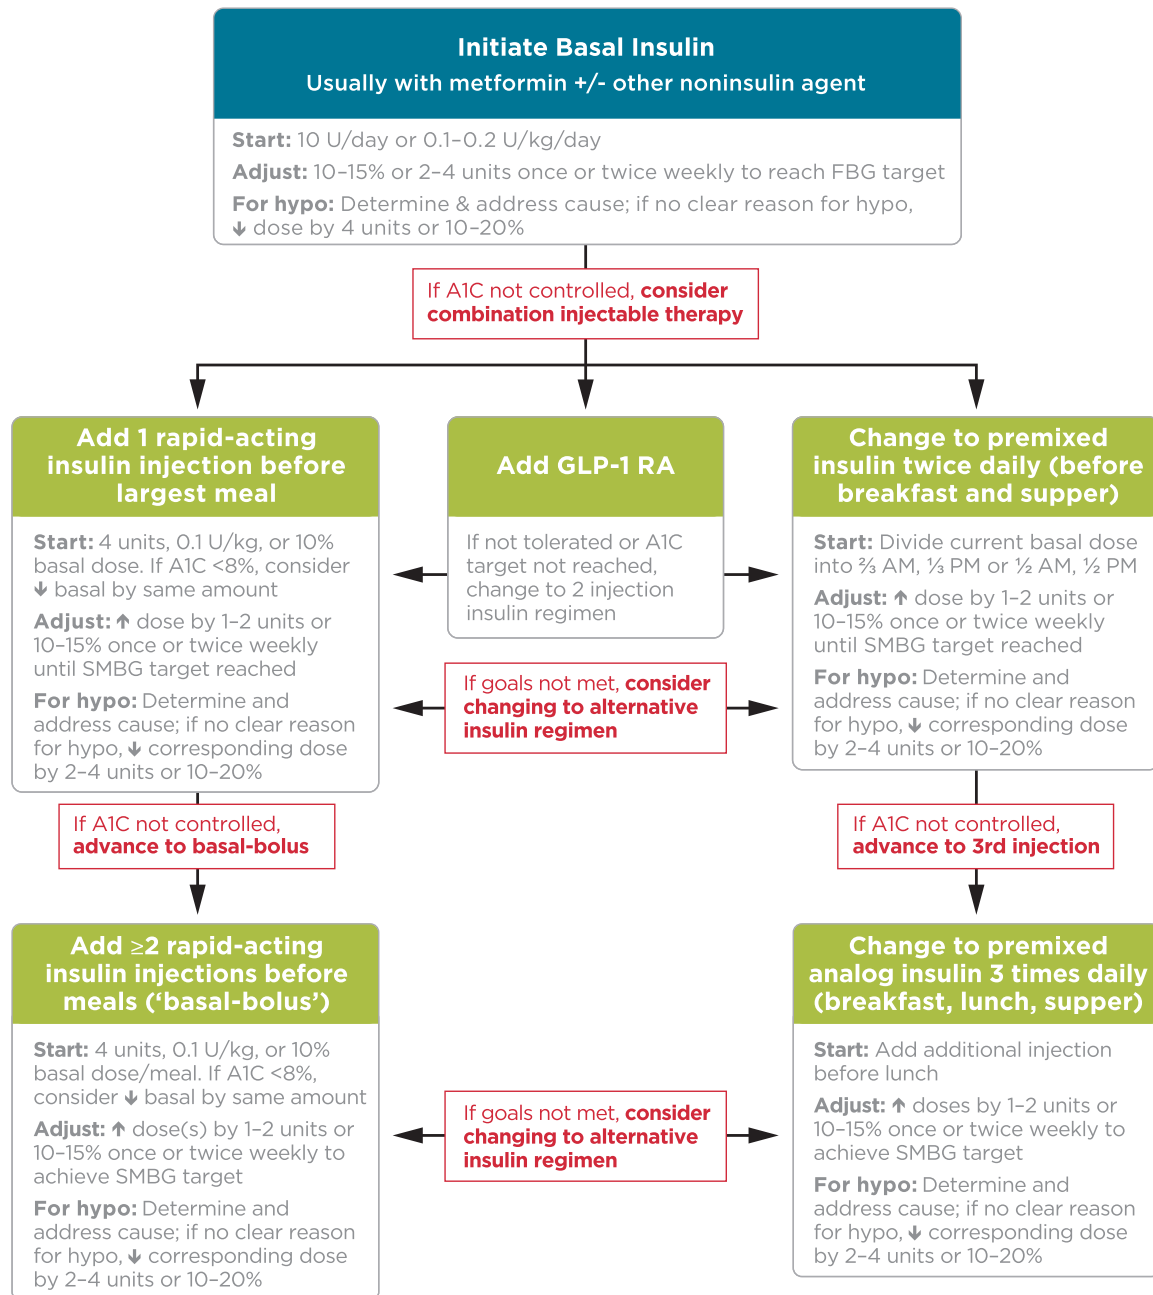 Initiate Basal Insulin
Usually with metformin +/- other noninsulin agent
Start: 10 U/day or 0.1–0.2 U/kg/day
Adjust: 10–15% or 2–4 units once or twice weekly to reach FBG target
For hypo: Determine & address cause; if no clear reason for hypo,
↓ dose by 4 units or 10–20%
If A1C not controlled, consider
combination injectable therapy
Add 1 rapid-acting
insulin injection before
largest meal
Start: 4 units, 0.1 U/kg, or 10%
basal dose. If A1C <8%, consider
↓ basal by same amount
Adjust: ↑ dose by 1–2 units or
10–15% once or twice weekly
until SMBG target reached
For hypo: Determine and
address cause; if no clear reason
for hypo, ↓ corresponding dose
by 2–4 units or 10–20%
Add GLP-1 RA
If not tolerated or A1C
target not reached,
change to 2 injection
insulin regimen
Change to premixed
insulin twice daily (before
breakfast and supper)
Start: Divide current basal dose
into ⅔ AM, ⅓ PM or ½ AM, ½ PM
Adjust: ↑ dose by 1–2 units or
10–15% once or twice weekly
until SMBG target reached
For hypo: Determine and
address cause; if no clear reason
for hypo, ↓ corresponding dose
by 2–4 units or 10–20%
If goals not met, consider
changing to alternative
insulin regimen
If A1C not controlled,
advance to basal-bolus
If A1C not controlled,
advance to 3rd injection
Add ≥2 rapid-acting
insulin injections before
meals (‘basal-bolus’)
Start: 4 units, 0.1 U/kg, or 10%
basal dose/meal. If A1C <8%,
consider ↓ basal by same amount
Adjust: ↑ dose(s) by 1–2 units or
10–15% once or twice weekly to
achieve SMBG target
For hypo: Determine and
address cause; if no clear reason
for hypo, ↓ corresponding dose
by 2–4 units or 10–20%
If goals not met, consider
changing to alternative
insulin regimen
Change to premixed
analog insulin 3 times daily
(breakfast, lunch, supper)
Start: Add additional injection
before lunch
Adjust: ↑ doses by 1–2 units or
10–15% once or twice weekly to
achieve SMBG target
For hypo: Determine and
address cause; if no clear reason
for hypo, ↓ corresponding dose
by 2–4 units or 10–20%